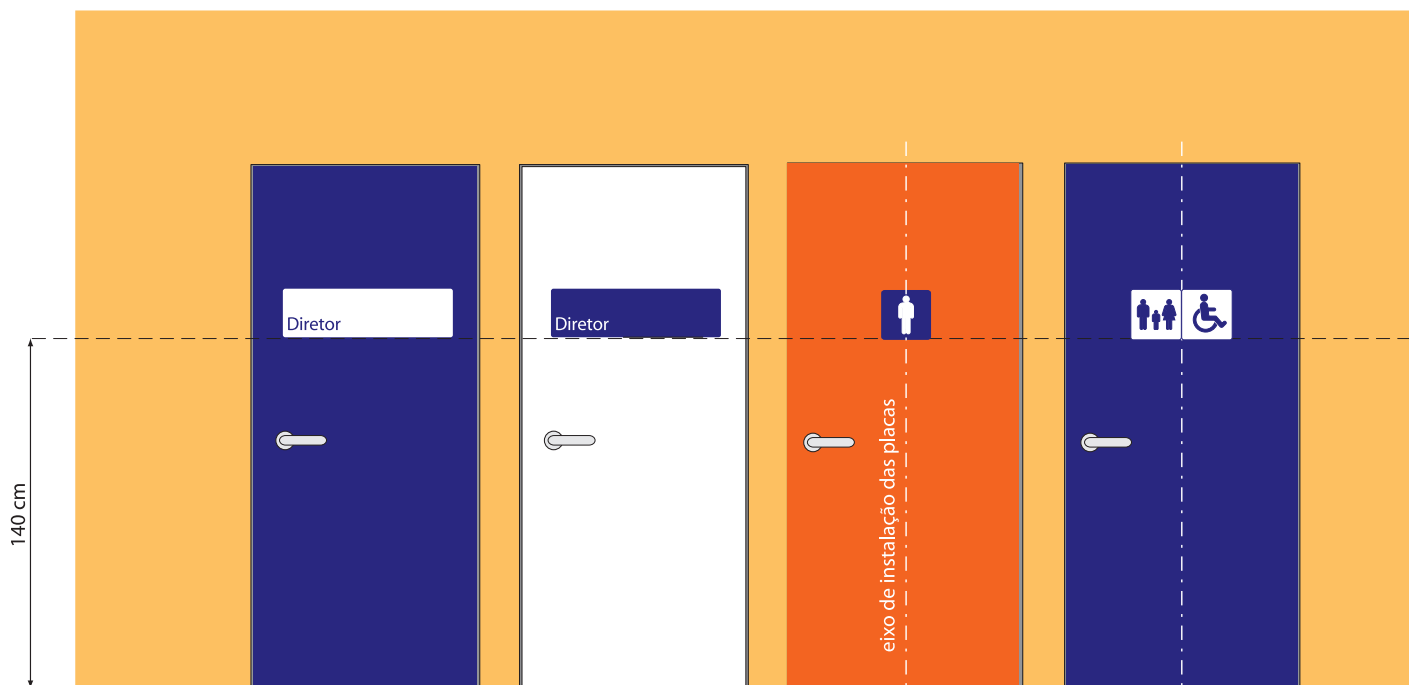 Diretor
Diretor
eixo de instalação das placas
140 cm